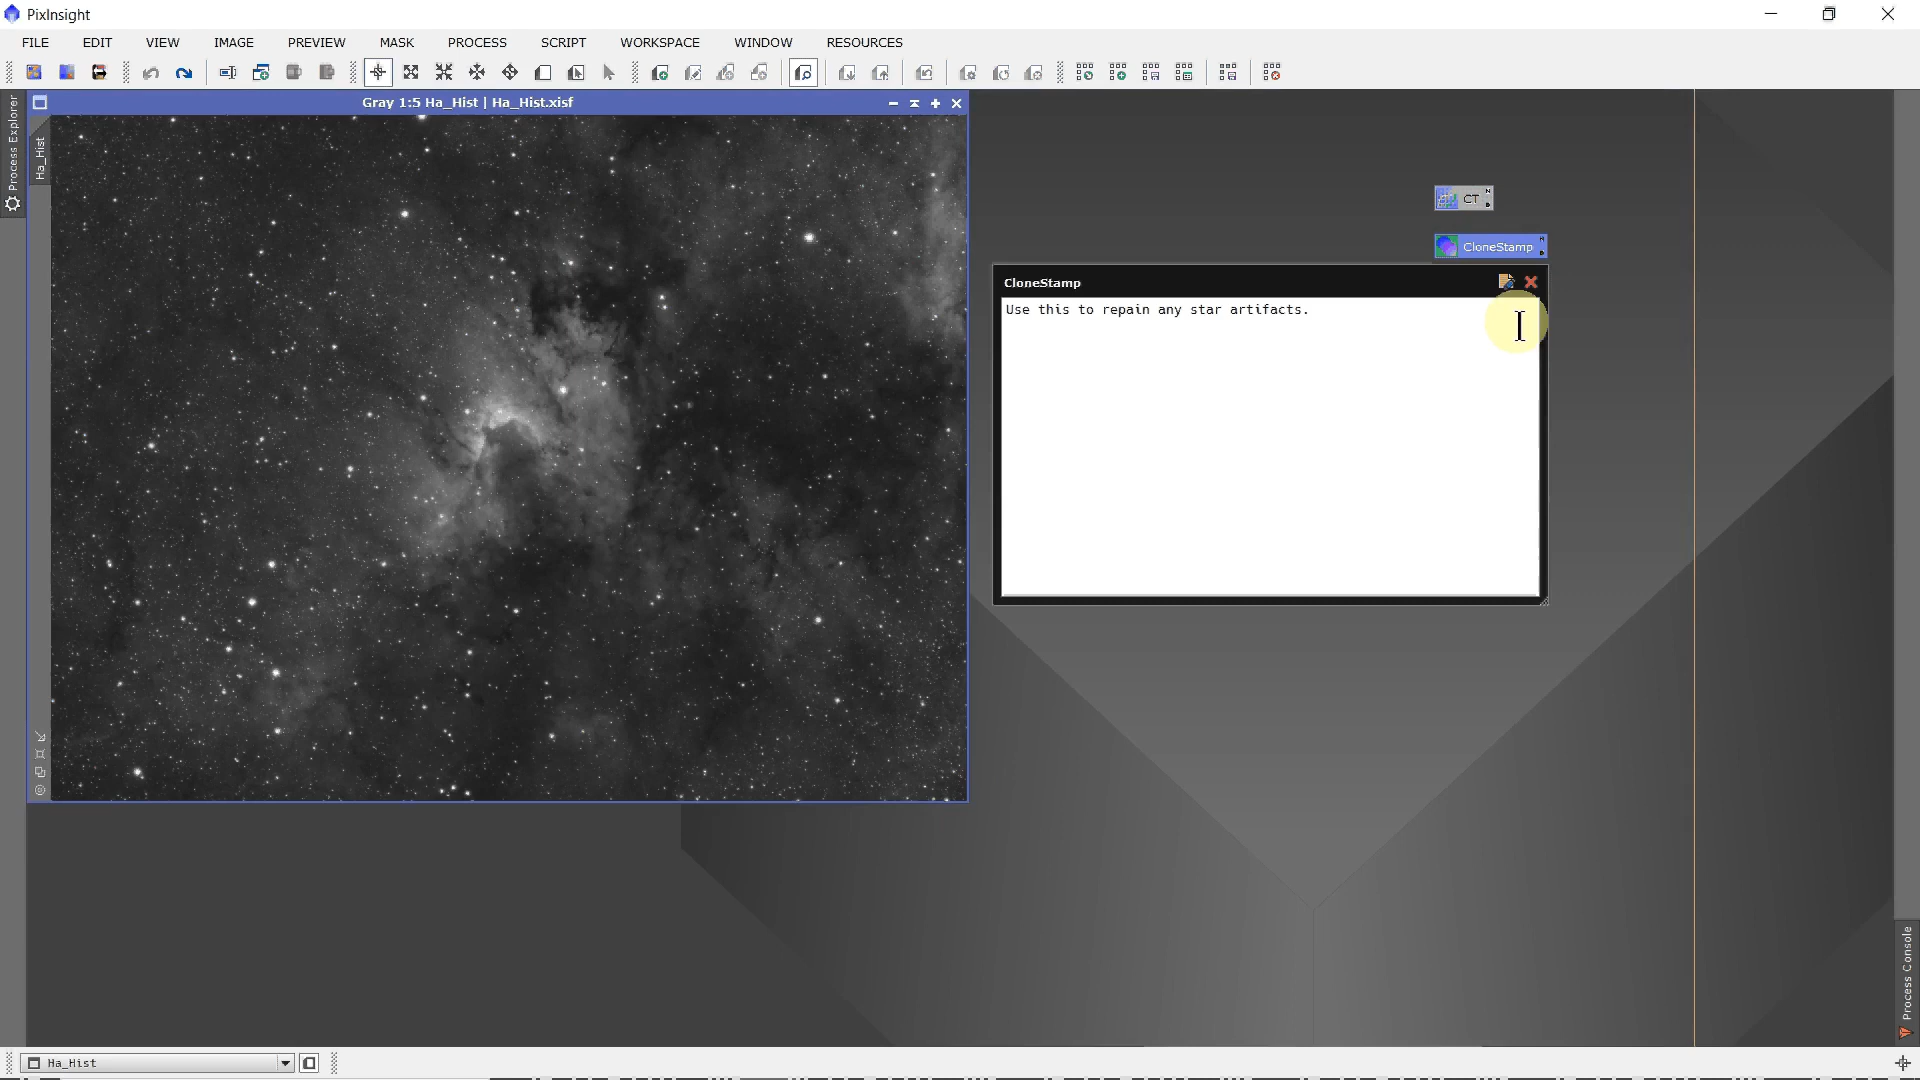 PixInsight
FILE EDIT VIEW IMAGE PREVIEW MASK PROCESS SCRIPT WORKSPACE WINDOW RESOURCES
Process Explorer
Gray 1:5 Ha_Hist | Ha_Hist.xisf
Ha_Hist
CT
N
D
CloneStamp
N
D
CloneStamp
Use this to repain any star artifacts.
Process Console
Ha_Hist